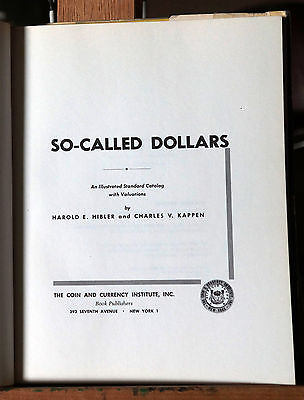 SO-CALLED DOLLARS
An Illustrated Standard Catalog
with Valuations
by
HAROLD E. HIBLER and CHARLES V. KAPPEN
THE COIN AND CURRENCY INSTITUTE, INC.
Book Publishers
393 SEVENTH AVENUE • NEW YORK 1